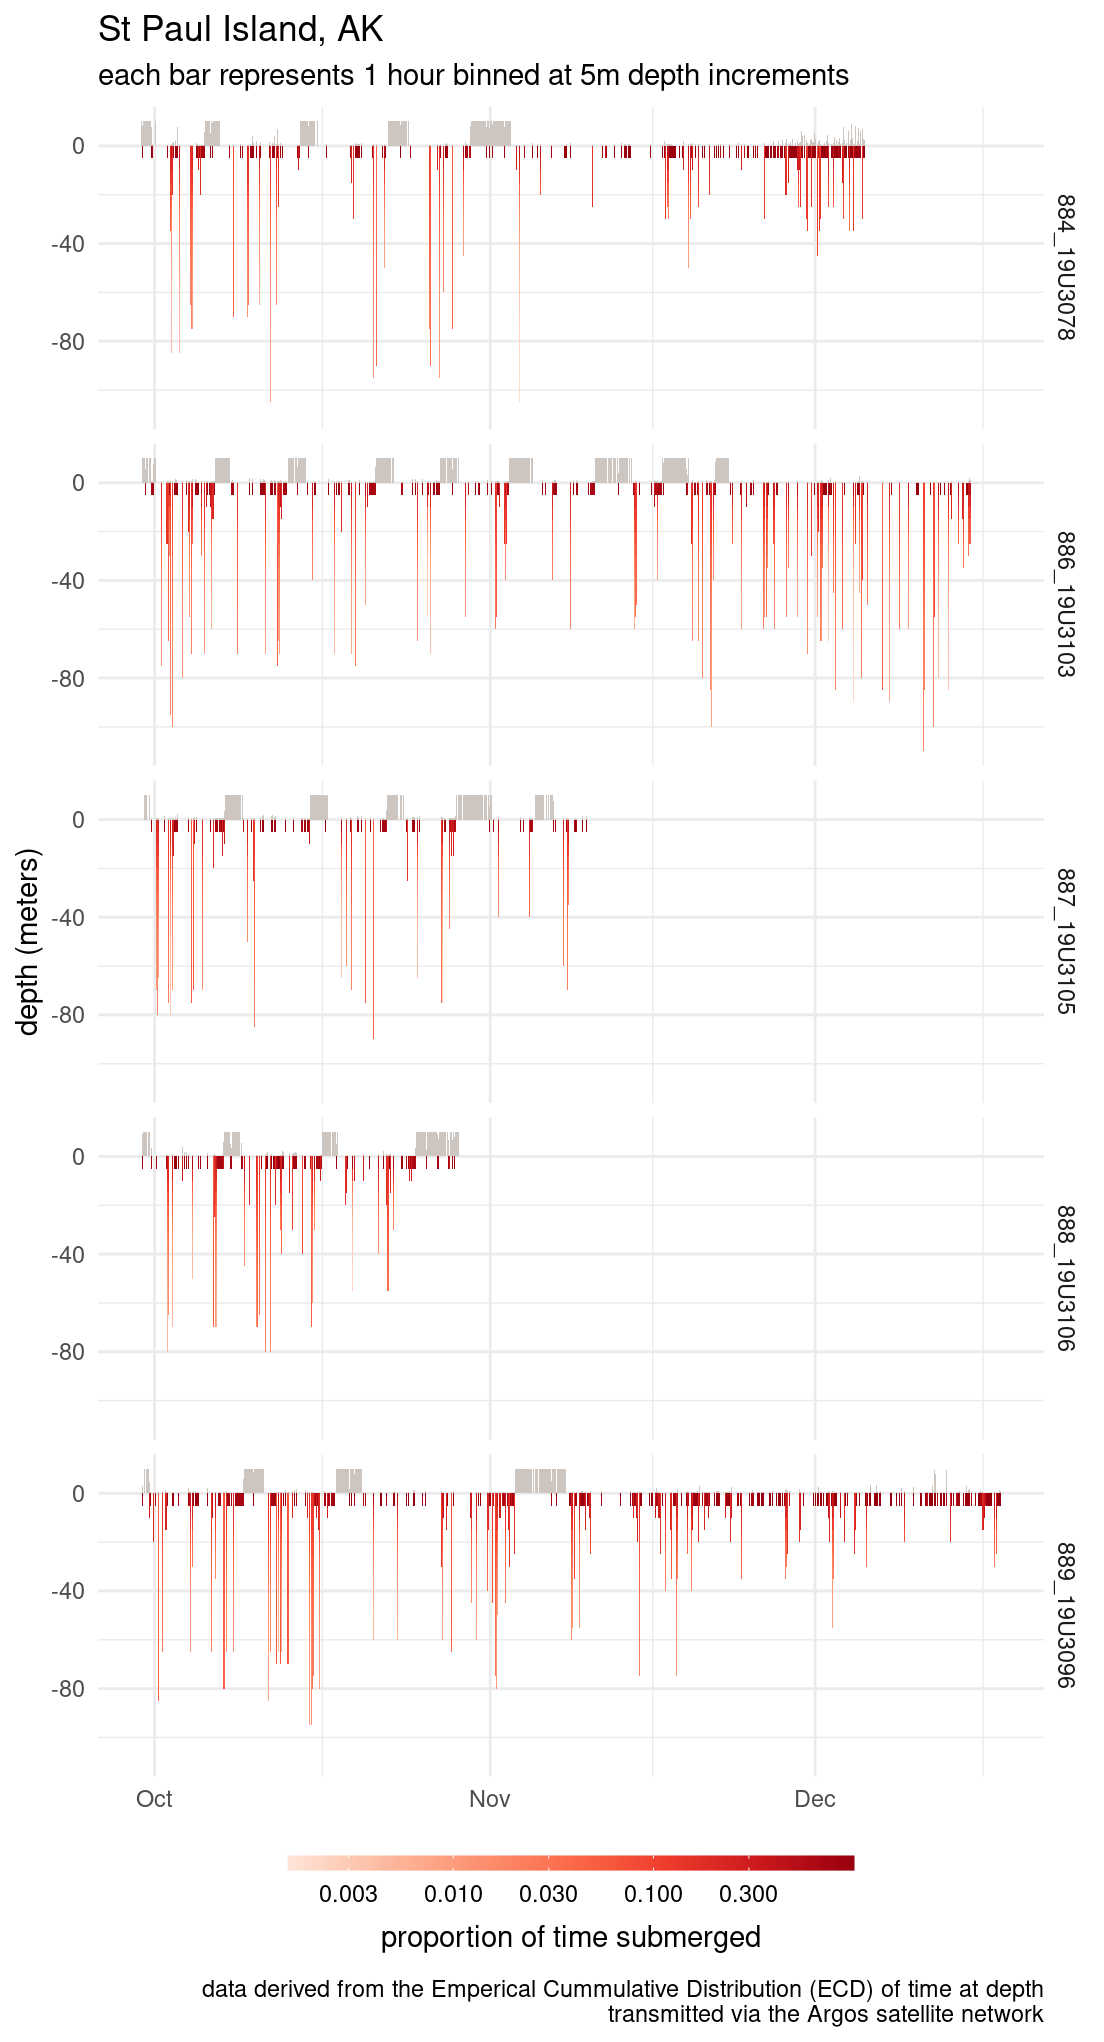 St Paul Island, AK
each bar represents 1 hour binned at 5m depth increments
0
-40
-80
884_19U3078
0
-40
-80
886_19U3103
0
-40
-80
887_19U3105
depth (meters)
0
-40
-80
888_19U3106
0
-40
-80
889_19U3096
Oct Nov Dec
0.003 0.010 0.030 0.100 0.300
proportion of time submerged
data derived from the Emperical Cummulative Distribution (ECD) of time at depth
transmitted via the Argos satellite network